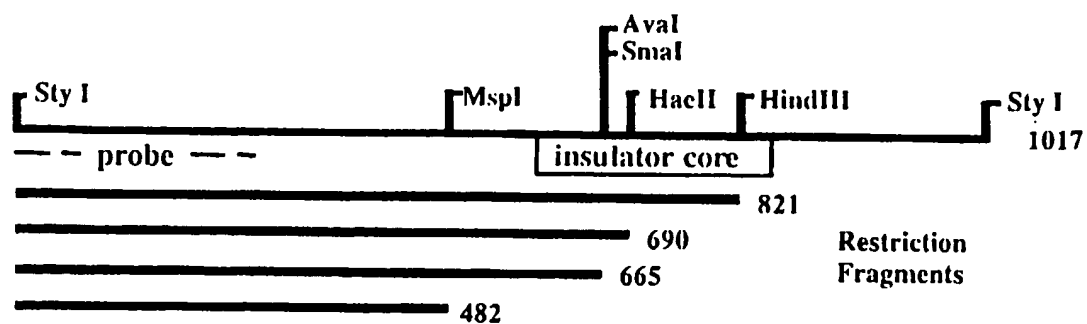 AvaI
SmaI
Sty I
MspI
HaeII
HindIII
Sty I
1017
probe
insulator core
821
690
Restriction
665
Fragments
482